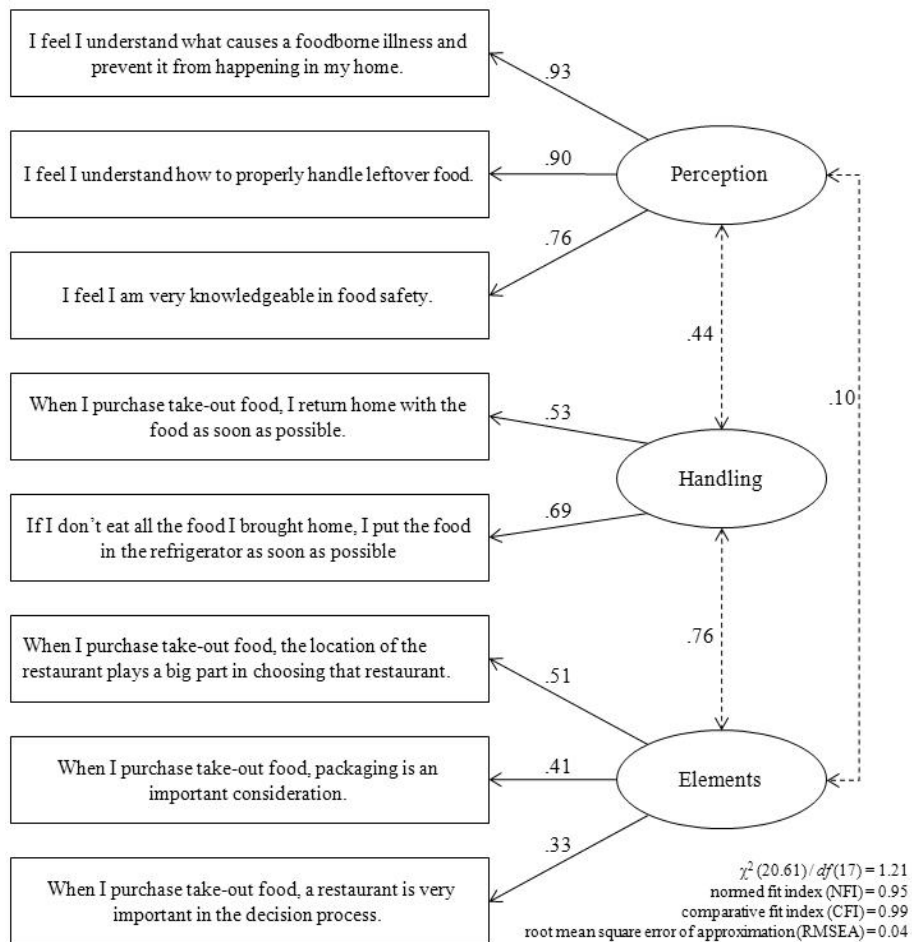 I feel I understand what causes a foodborne illness and
prevent it from happening in my home.
.93
I feel I understand how to properly handle leftover food.
.90
Perception
.76
I feel I am very knowledgeable in food safety.
.44
.10
When I purchase take-out food, I return home with the
food as soon as possible.
.53
Handling
.69
If I don't eat all the food I brought home, I put the food
in the refrigerator as soon as possible
.76
When I purchase take-out food, the location of the
restaurant plays a big part in choosing that restaurant.
.51
When I purchase take-out food, packaging is an
important consideration.
.41
Elements
.33
When I purchase take-out food, a restaurant is very
important in the decision process.
χ² (20.61) / df(17) = 1.21
normed fit index (NFI) = 0.95
comparative fit index (CFI) = 0.99
root mean square error of approximation (RMSEA) = 0.04